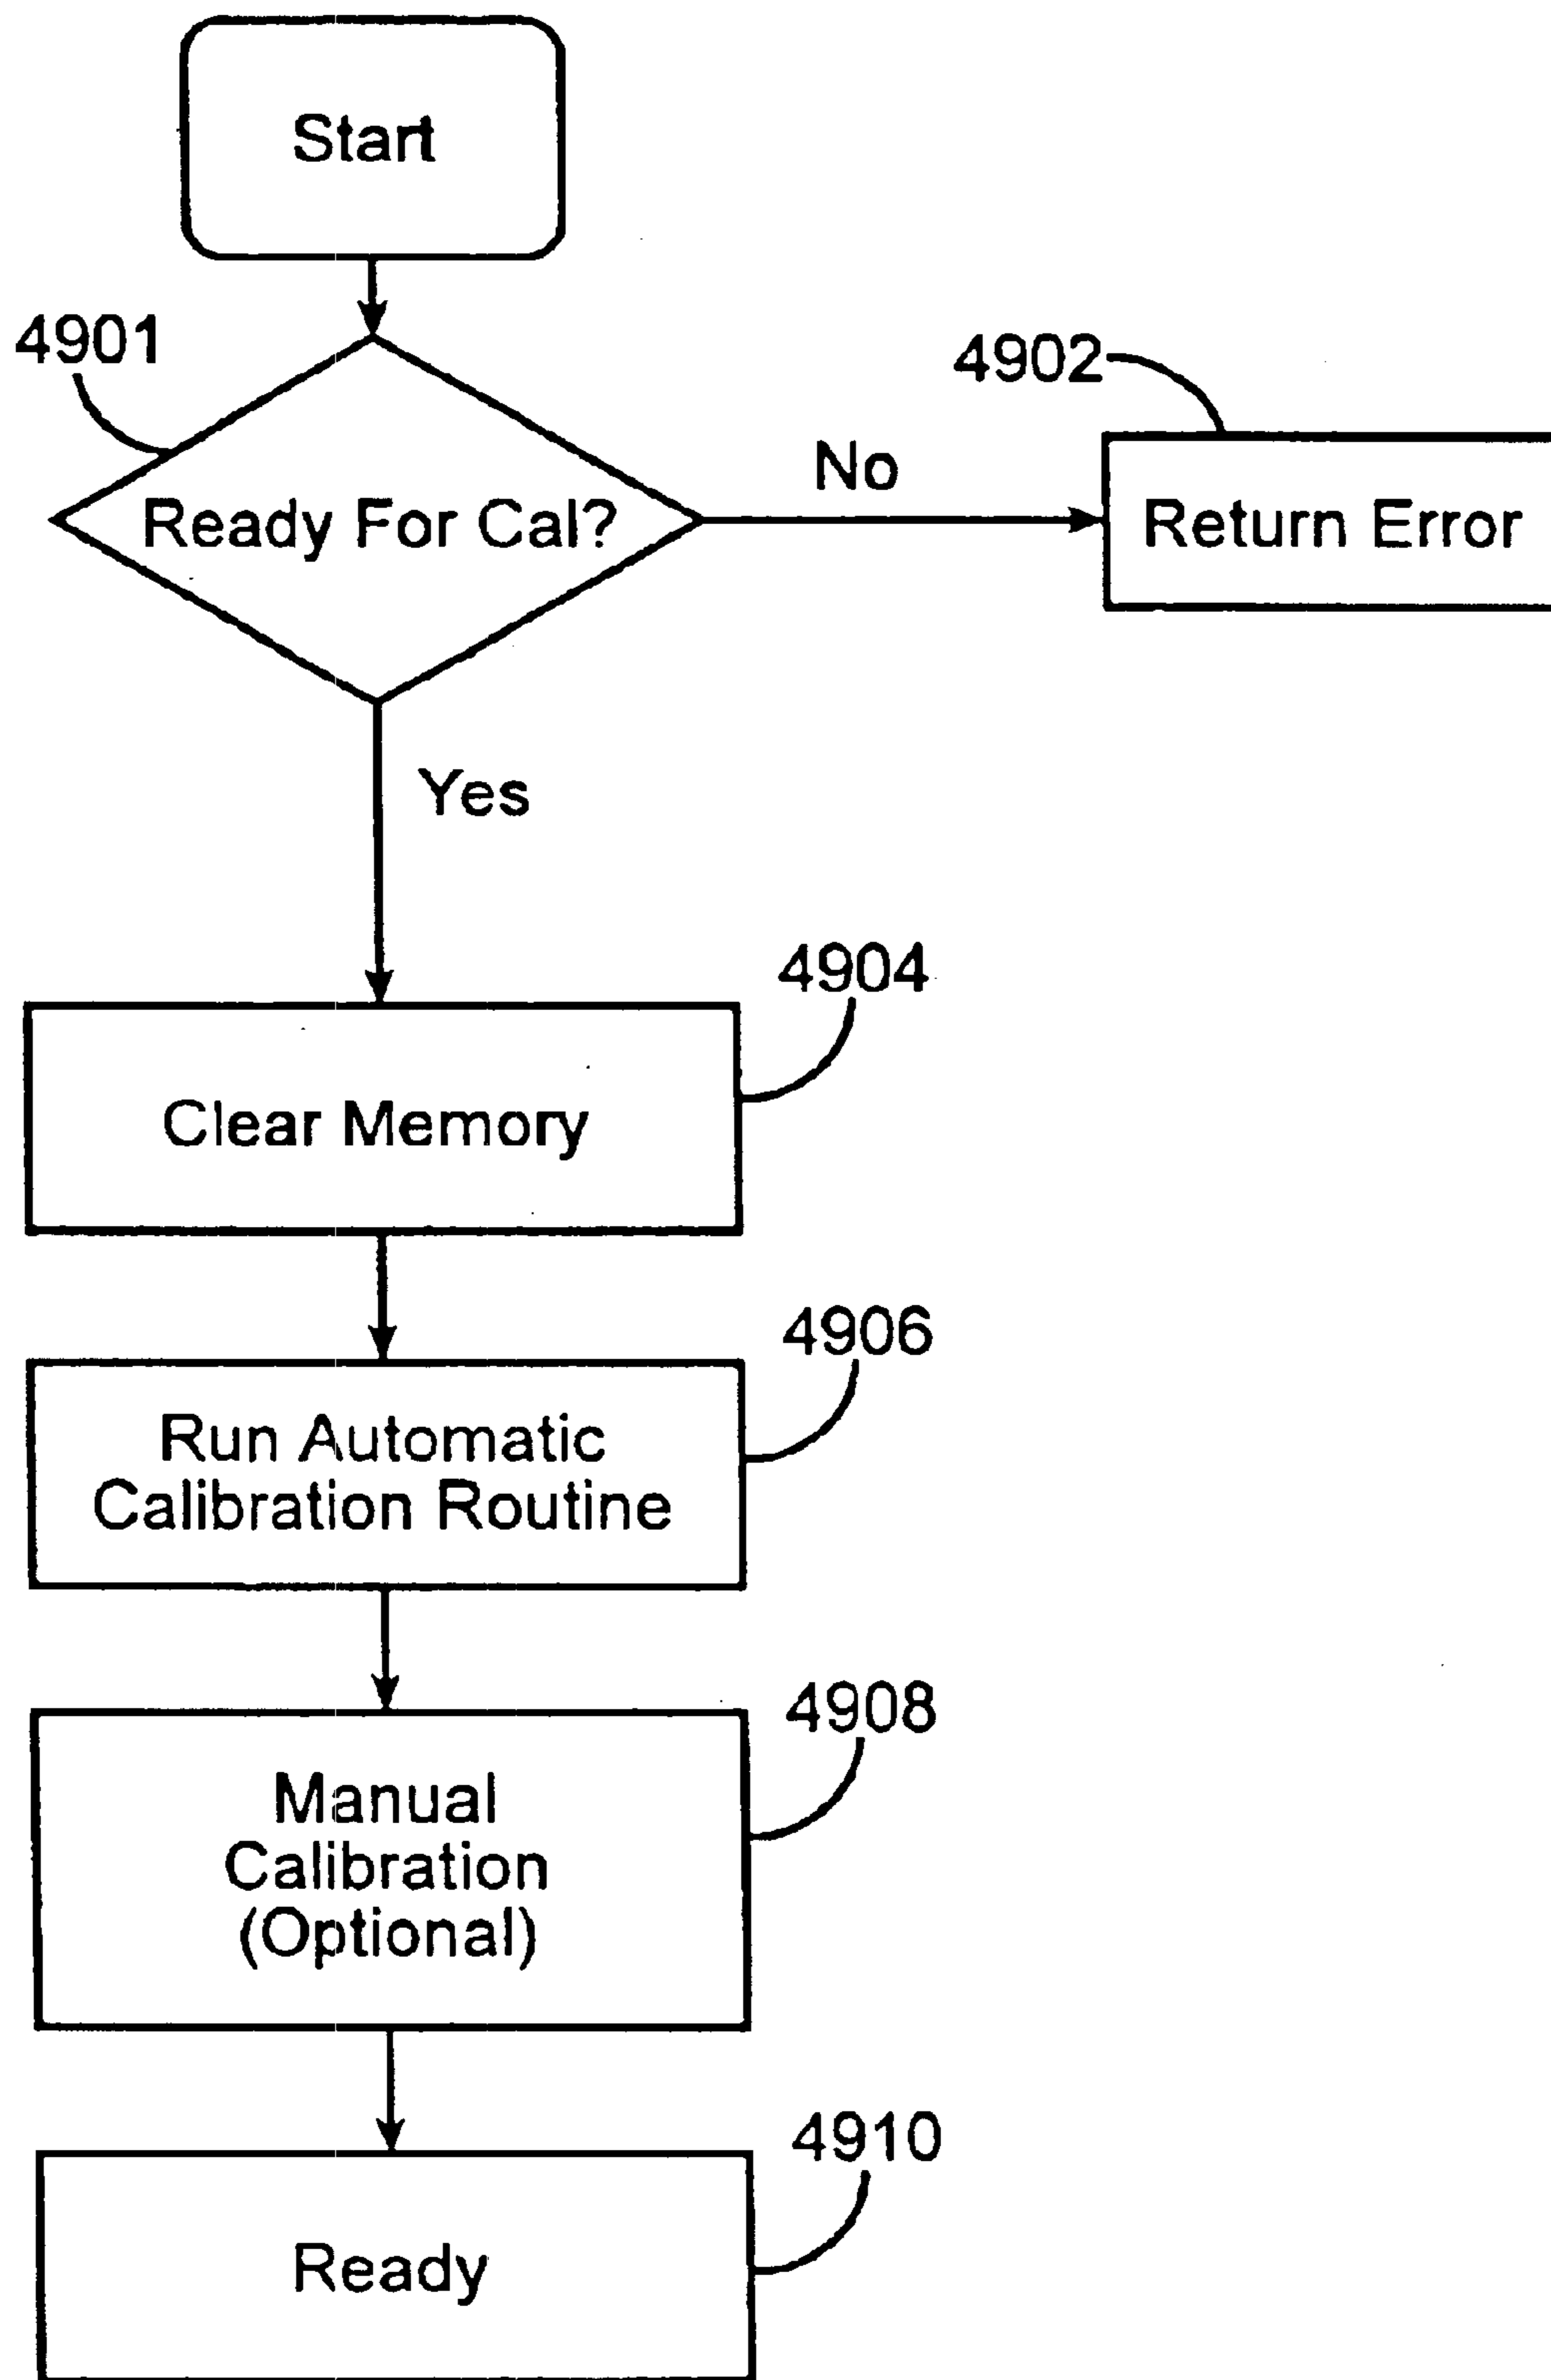 Start
4901
Ready For Cal?
No
4902
Return Error
Yes
4904
Clear Memory
4906
Run Automatic
Calibration Routine
4908
Manual
Calibration
(Optional)
4910
Ready